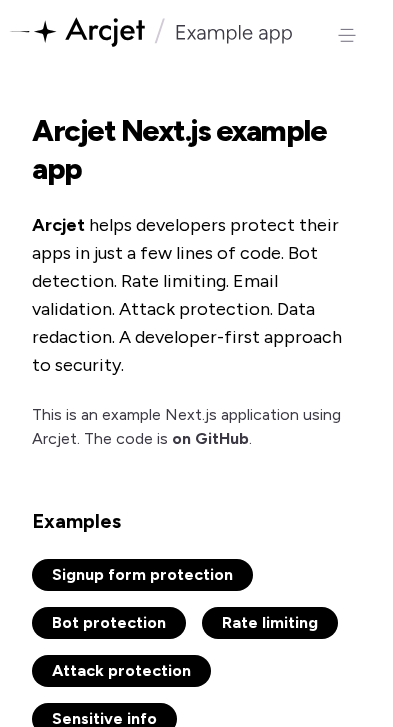 Arcjet / Example app
Arcjet Next.js example
app
Arcjet helps developers protect their
apps in just a few lines of code. Bot
detection. Rate limiting. Email
validation. Attack protection. Data
redaction. A developer-first approach
to security.
This is an example Next.js application using
Arcjet. The code is on GitHub.
Examples
Signup form protection
Bot protection
Rate limiting
Attack protection
Sensitive info